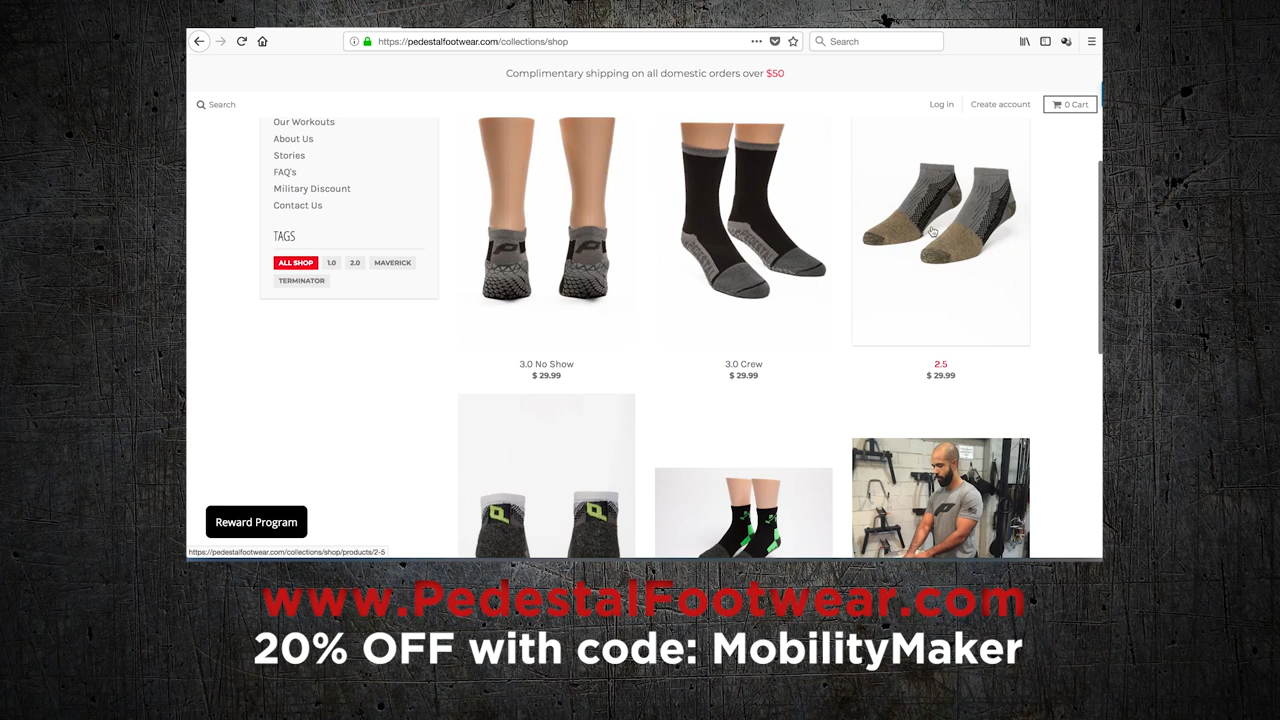 https://pedestalfootwear.com/collections/shop
Search
Complimentary shipping on all domestic orders over $50
Search
Log in
Create account
0 Cart
Our Workouts
About Us
Stories
FAQ's
Military Discount
Contact Us
TAGS
ALL SHOP 1.0 2.0 MAVERICK
TERMINATOR
PEDESTAL
3.0 No Show
$ 29.99
3.0 Crew
$ 29.99
2.5
$ 29.99
Reward Program
https://pedestalfootwear.com/collections/shop/products/2-5
www.PedestalFootwear.com
20% OFF with code: MobilityMaker